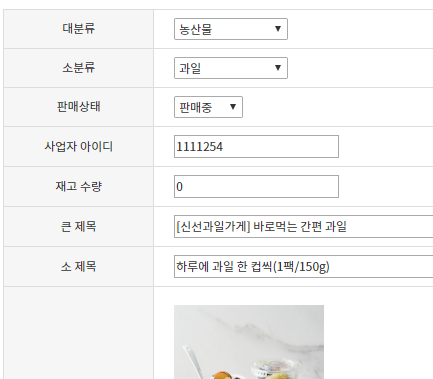 대분류 농산물
소분류 과일
판매상태 판매중
사업자 아이디 1111254
재고 수량 0
큰 제목 [신선과일가게] 바로먹는 간편 과일
소 제목 하루에 과일 한 컵씩(1팩/150g)